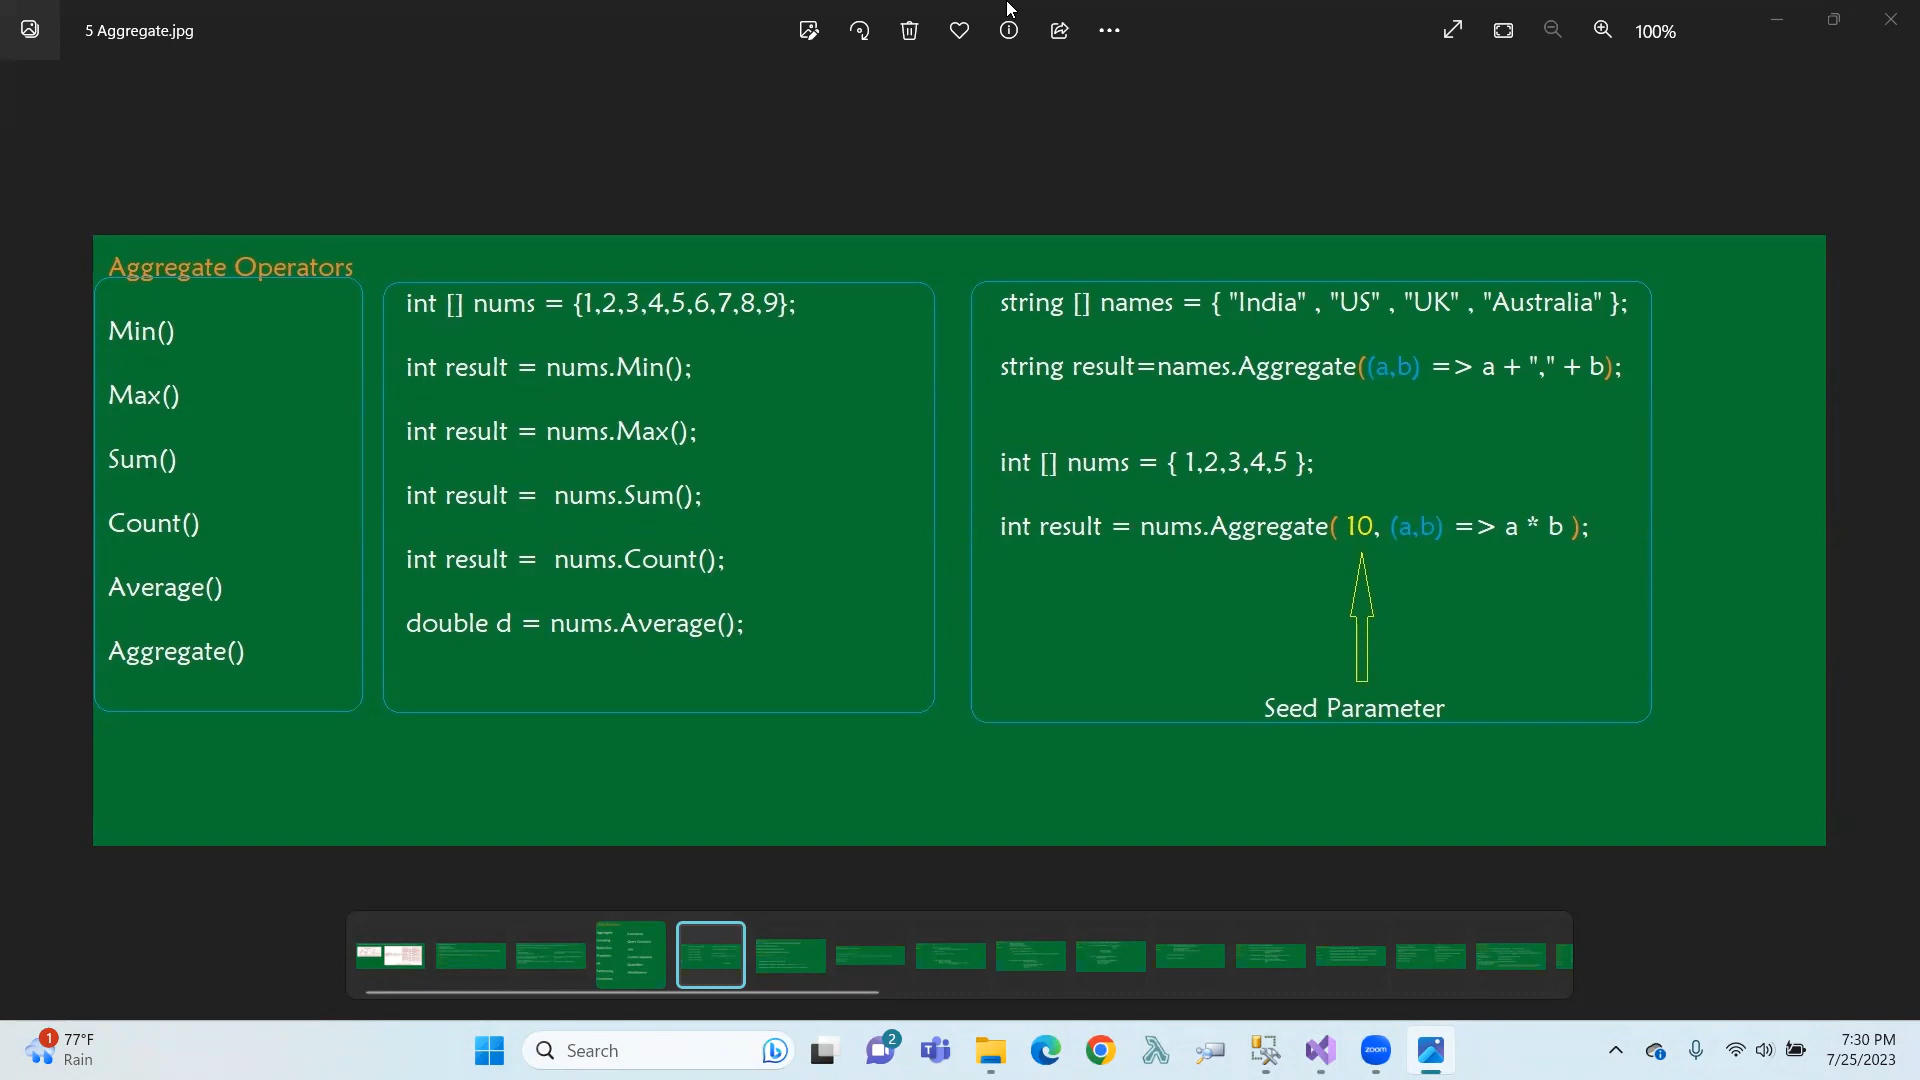 5 Aggregate.jpg
100%
Aggregate Operators
Min()
Max()
Sum()
Count()
Average()
Aggregate()
int [] nums = {1,2,3,4,5,6,7,8,9};
int result = nums.Min();
int result = nums.Max();
int result = nums.Sum();
int result = nums.Count();
double d = nums.Average();
string [] names = { "India" , "US" , "UK" , "Australia" };
string result=names.Aggregate((a,b) => a + "," + b);
int [] nums = { 1,2,3,4,5 };
int result = nums.Aggregate( 10, (a,b) => a * b );
Seed Parameter
1
77°F
Rain
Search
2
zoom
7:30 PM
7/25/2023